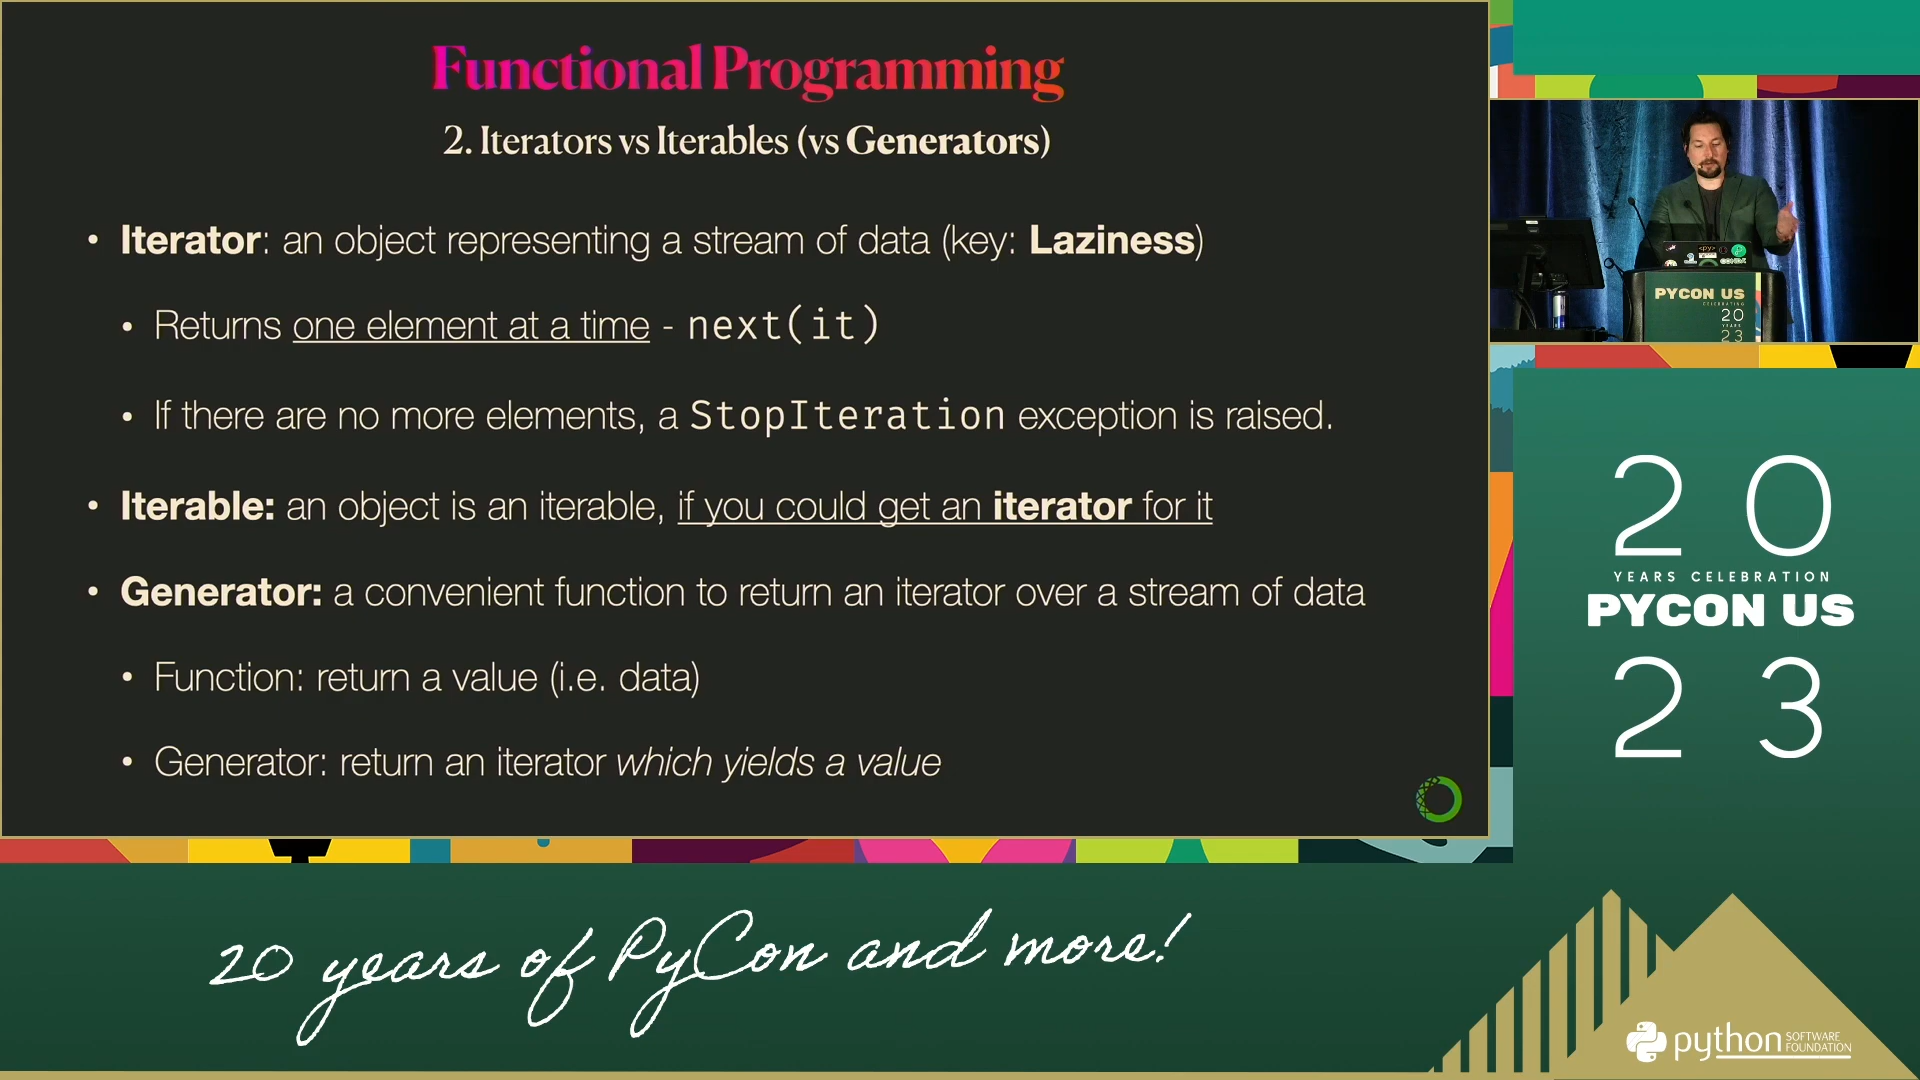 Functional Programming
2. Iterators vs Iterables (vs Generators)
• Iterator: an object representing a stream of data (key: Laziness)
• Returns one element at a time - next(it)
• If there are no more elements, a StopIteration exception is raised.
• Iterable: an object is an iterable, if you could get an iterator for it
• Generator: a convenient function to return an iterator over a stream of data
• Function: return a value (i.e. data)
• Generator: return an iterator which yields a value
PYCON US
CELEBRATING
20
YEARS
23
20
YEARS CELEBRATION
PYCON US
23
20 years of PyCon and more!
python SOFTWARE
FOUNDATION